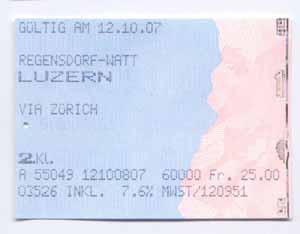 GÜLTIG AM 12.10.07
REGENSDORF-WATT
LUZERN
VIA ZÜRICH
2.KL.
A 55049 12100807 60000 Fr. 25.00
03526 INKL. 7.6% MWST/120951